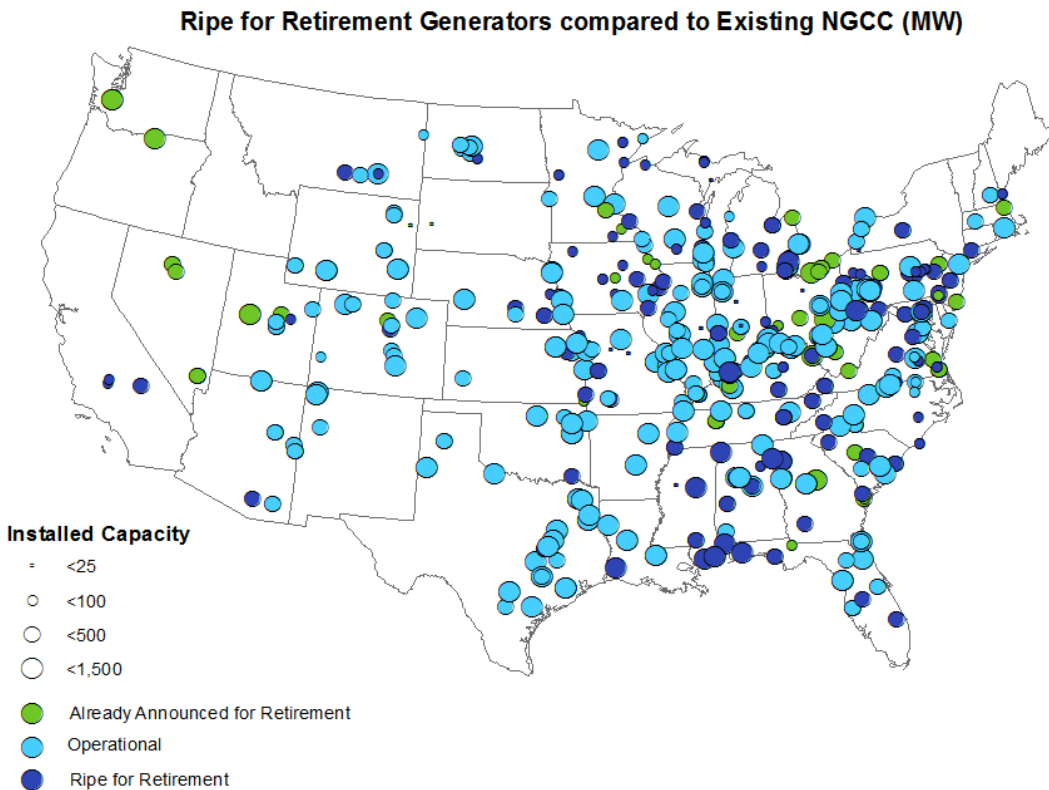 Ripe for Retirement Generators compared to Existing NGCC (MW)
Installed Capacity
<25
<100
<500
<1,500
Already Announced for Retirement
Operational
Ripe for Retirement